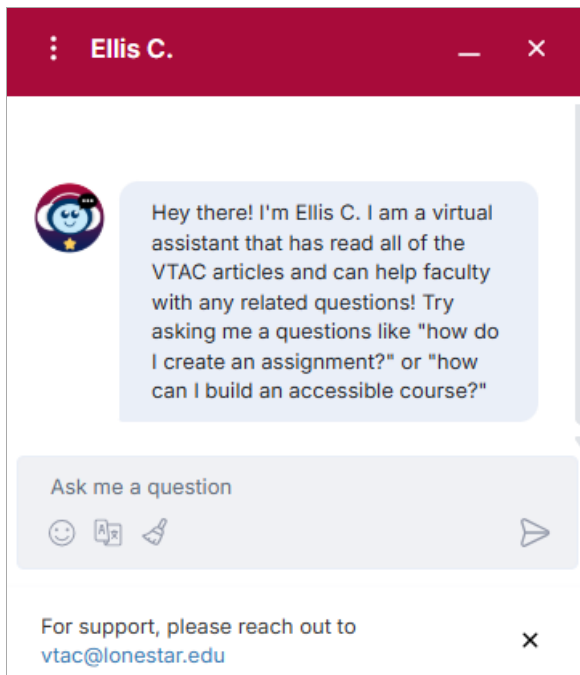 Ellis C.
Hey there! I'm Ellis C. I am a virtual
assistant that has read all of the
VTAC articles and can help faculty
with any related questions! Try
asking me a questions like "how do
I create an assignment?" or "how
can I build an accessible course?"
Ask me a question
For support, please reach out to
vtac@lonestar.edu